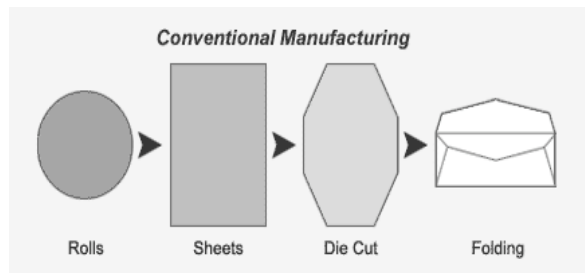 Conventional Manufacturing
Rolls
Sheets
Die Cut
Folding